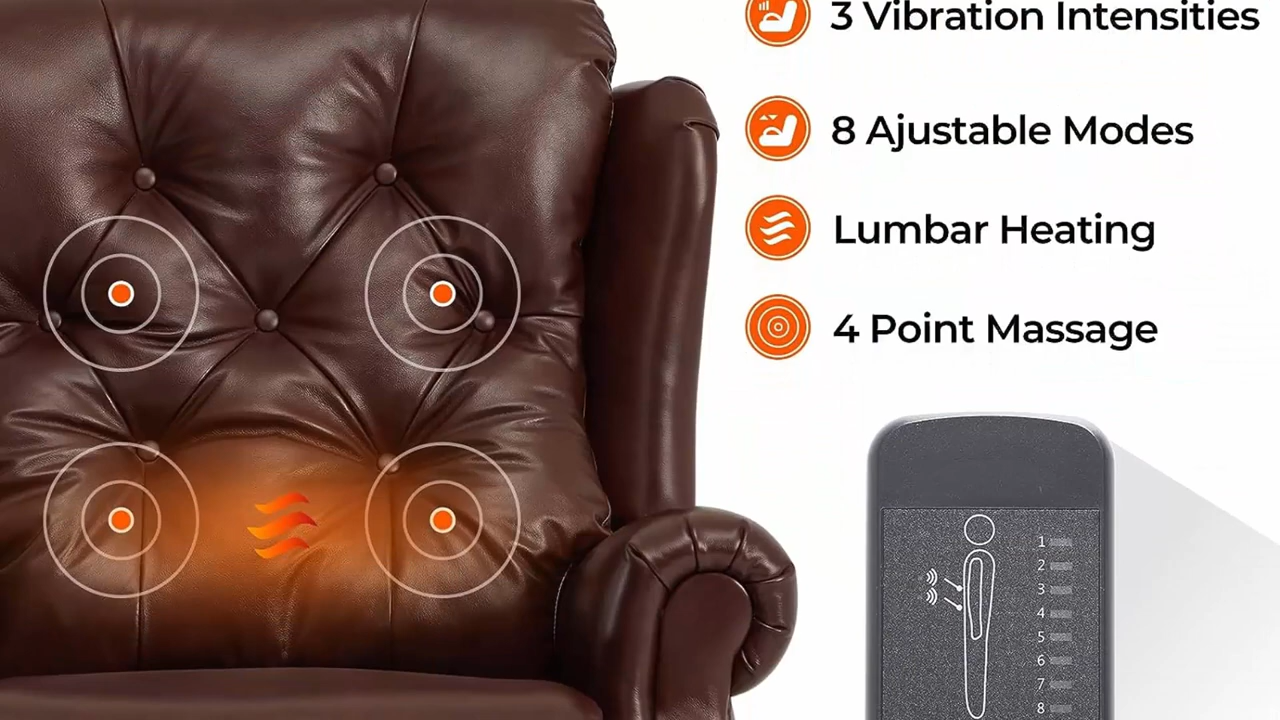 3 Vibration Intensities
8 Ajustable Modes
Lumbar Heating
4 Point Massage
1
2
3
4
5
6
7
8